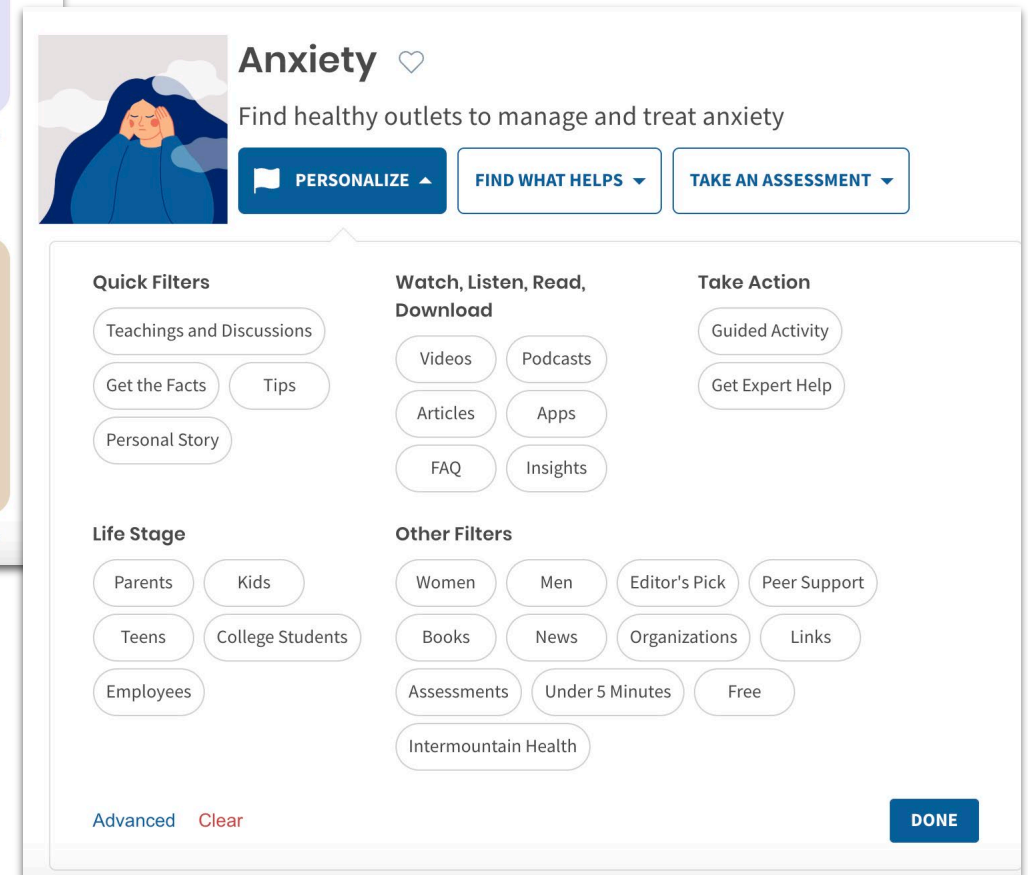 Anxiety
Find healthy outlets to manage and treat anxiety
PERSONALIZE
FIND WHAT HELPS
TAKE AN ASSESSMENT
Quick Filters
Teachings and Discussions
Get the Facts
Tips
Personal Story
Watch, Listen, Read,
Download
Videos
Podcasts
Articles
Apps
FAQ
Insights
Take Action
Guided Activity
Get Expert Help
Life Stage
Parents
Kids
Teens
College Students
Employees
Other Filters
Women
Men
Editor's Pick
Peer Support
Books
News
Organizations
Links
Assessments
Under 5 Minutes
Free
Intermountain Health
Advanced
Clear
DONE